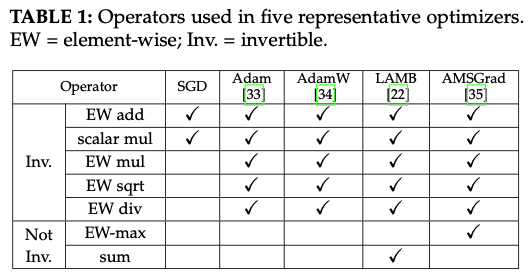 TABLE 1: Operators used in five representative optimizers.
EW = element-wise; Inv. = invertible.
Operator SGD Adam [33] AdamW [34] LAMB [22] AMSGrad [35]
Inv. EW add ✓ ✓ ✓ ✓ ✓
scalar mul ✓ ✓ ✓ ✓ ✓
EW mul ✓ ✓ ✓ ✓
EW sqrt ✓ ✓ ✓ ✓
EW div ✓ ✓ ✓ ✓
Not Inv. EW-max ✓
sum ✓